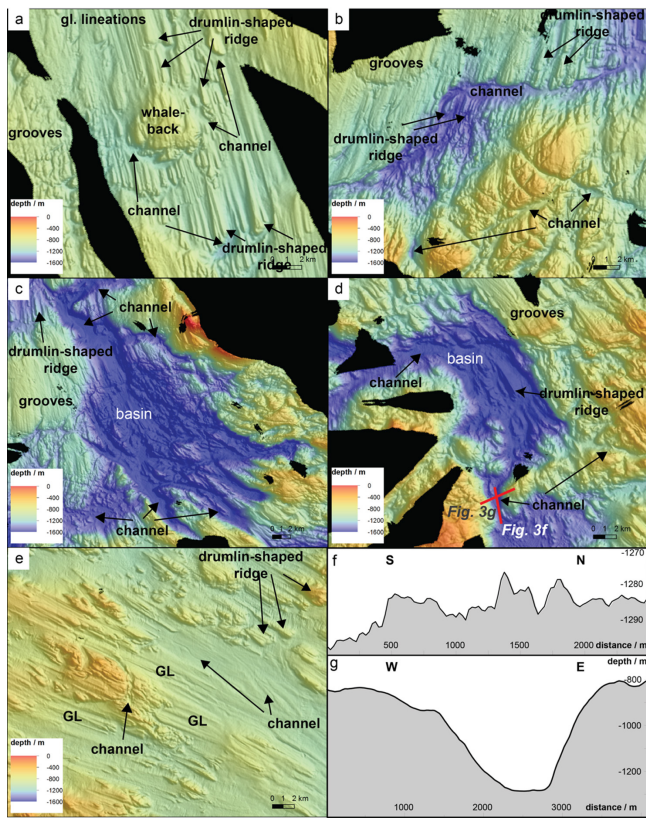 a
gl. lineations
drumlin-shaped
ridge
grooves
whale-
back
channel
channel
drumlin-shaped
ridge
depth / m
0
-400
-800
-1200
-1600
0 1 2 km
b
drumlin-shaped
ridge
grooves
channel
drumlin-shaped
ridge
channel
depth / m
0
-400
-800
-1200
-1600
0 1 2 km
c
channel
drumlin-shaped
ridge
grooves
basin
channel
depth / m
0
-400
-800
-1200
-1600
0 1 2 km
d
grooves
basin
channel
drumlin-shaped
ridge
channel
Fig. 3g
Fig. 3f
depth / m
0
-400
-800
-1200
-1600
0 1 2 km
e
drumlin-shaped
ridge
GL
GL
GL
channel
channel
depth / m
0
-400
-800
-1200
-1600
0 1 2 km
f
S
N
-1270
-1280
-1290
500
1000
1500
2000
distance / m
g
W
E
depth / m
-800
-1000
-1200
1000
2000
3000
distance / m